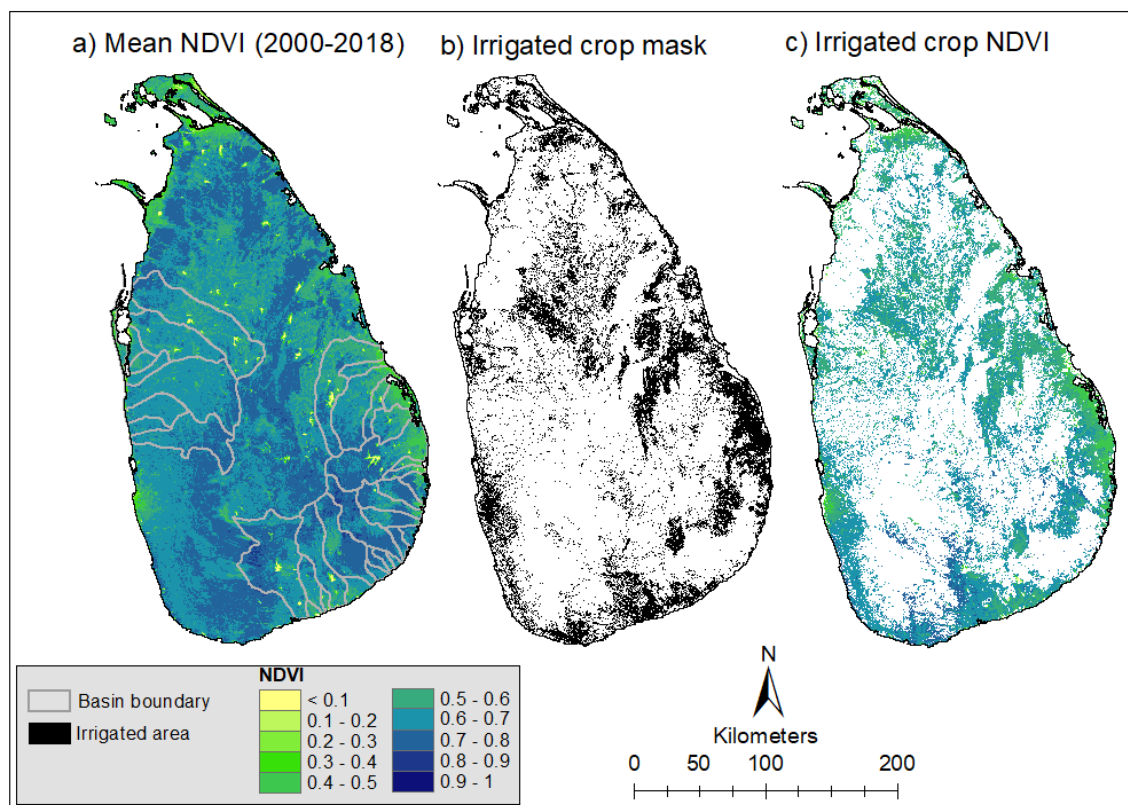 a) Mean NDVI (2000-2018)
b) Irrigated crop mask
c) Irrigated crop NDVI
Basin boundary
Irrigated area
NDVI
< 0.1
0.1 - 0.2
0.2 - 0.3
0.3 - 0.4
0.4 - 0.5
0.5 - 0.6
0.6 - 0.7
0.7 - 0.8
0.8 - 0.9
0.9 - 1
N
Kilometers
0 50 100 200